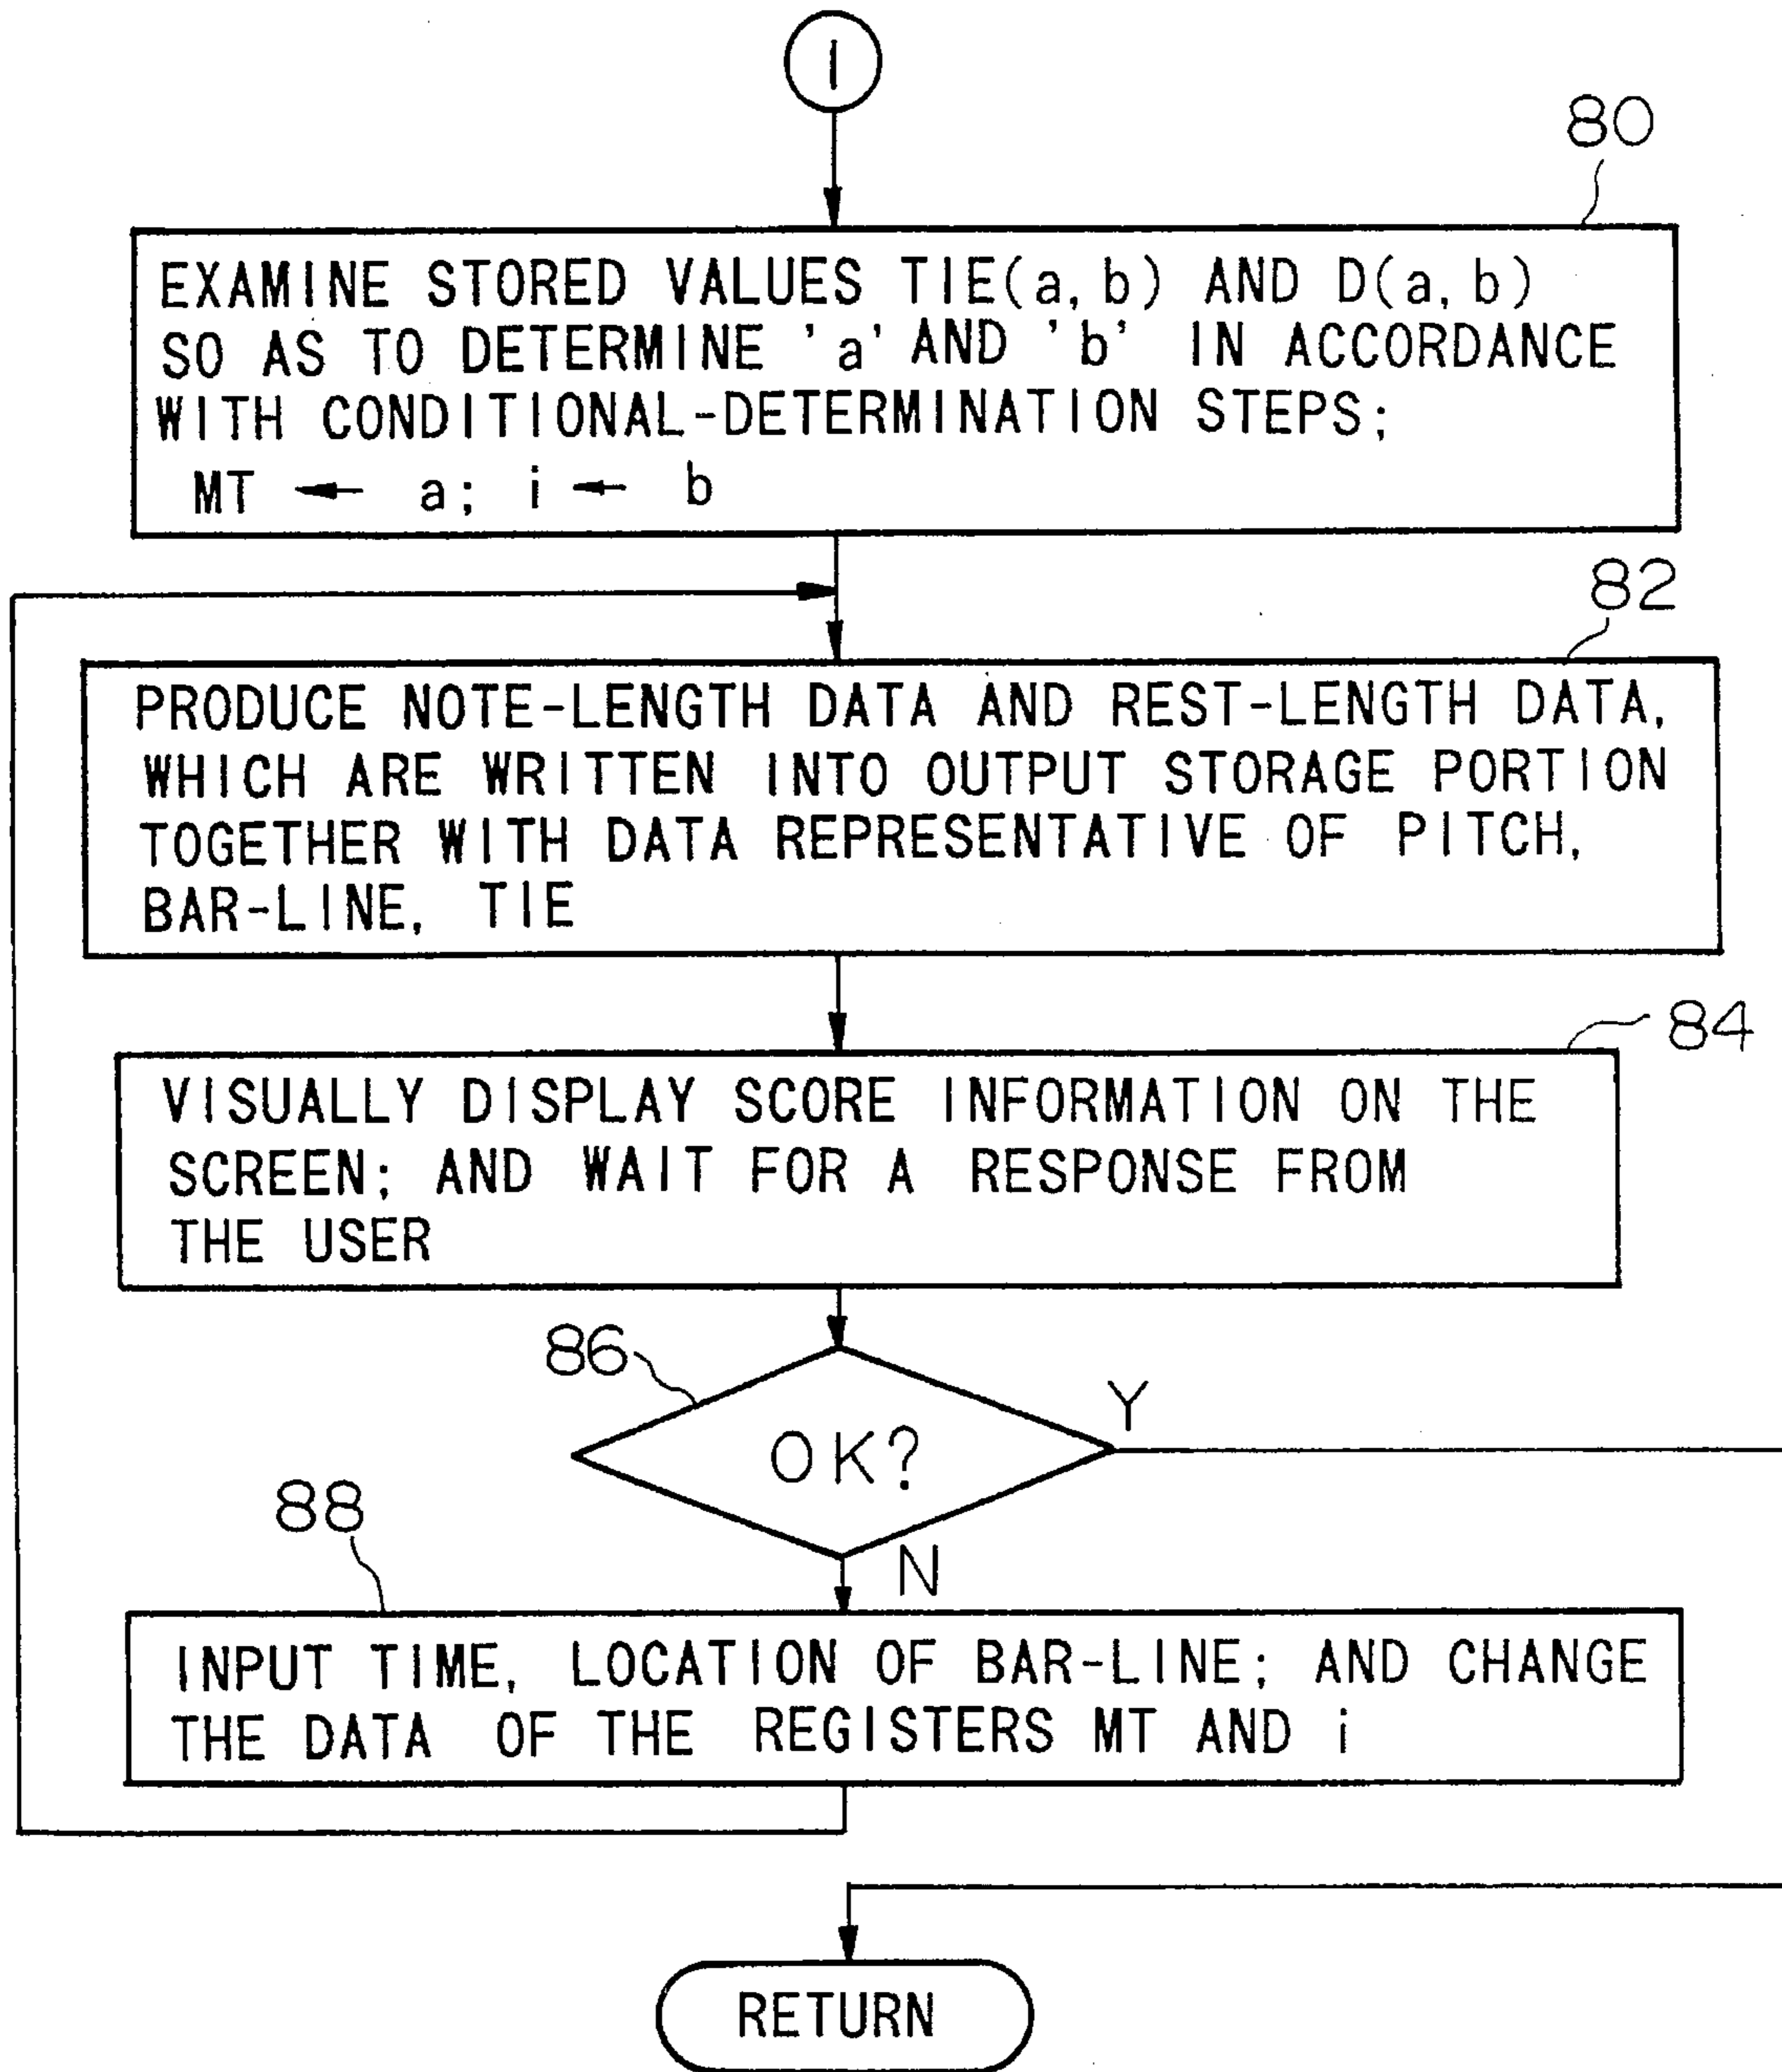 1
80
EXAMINE STORED VALUES TIE(a, b) AND D(a, b)
SO AS TO DETERMINE 'a' AND 'b' IN ACCORDANCE
WITH CONDITIONAL-DETERMINATION STEPS;
MT ← a; i ← b
82
PRODUCE NOTE-LENGTH DATA AND REST-LENGTH DATA,
WHICH ARE WRITTEN INTO OUTPUT STORAGE PORTION
TOGETHER WITH DATA REPRESENTATIVE OF PITCH,
BAR-LINE, TIE
84
VISUALLY DISPLAY SCORE INFORMATION ON THE
SCREEN; AND WAIT FOR A RESPONSE FROM
THE USER
86
Y
OK?
88
N
INPUT TIME, LOCATION OF BAR-LINE; AND CHANGE
THE DATA OF THE REGISTERS MT AND i
RETURN